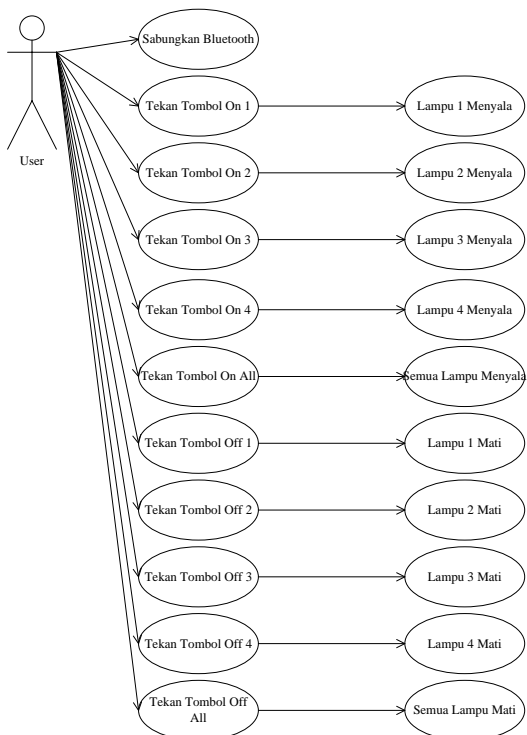 Sabungkan Bluetooth
Tekan Tombol On 1
Lampu 1 Menyala
User
Tekan Tombol On 2
Lampu 2 Menyala
Tekan Tombol On 3
Lampu 3 Menyala
Tekan Tombol On 4
Lampu 4 Menyala
Tekan Tombol On All
Semua Lampu Menyala
Tekan Tombol Off 1
Lampu 1 Mati
Tekan Tombol Off 2
Lampu 2 Mati
Tekan Tombol Off 3
Lampu 3 Mati
Tekan Tombol Off 4
Lampu 4 Mati
Tekan Tombol Off
All
Semua Lampu Mati